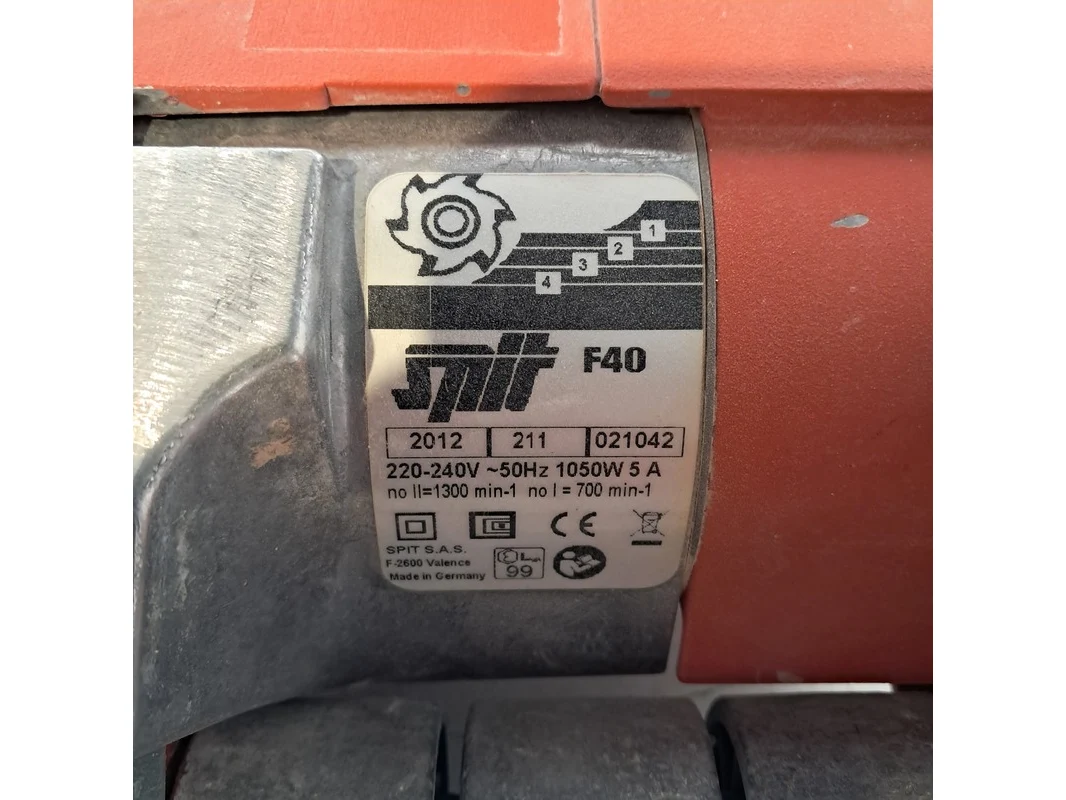 1
2
3
4
spit F40
2012 211 021042
220-240V ~50Hz 1050W 5 A
no II=1300 min-1 no I = 700 min-1
CE
SPIT S.A.S.
F-2600 Valence
Made in Germany
99